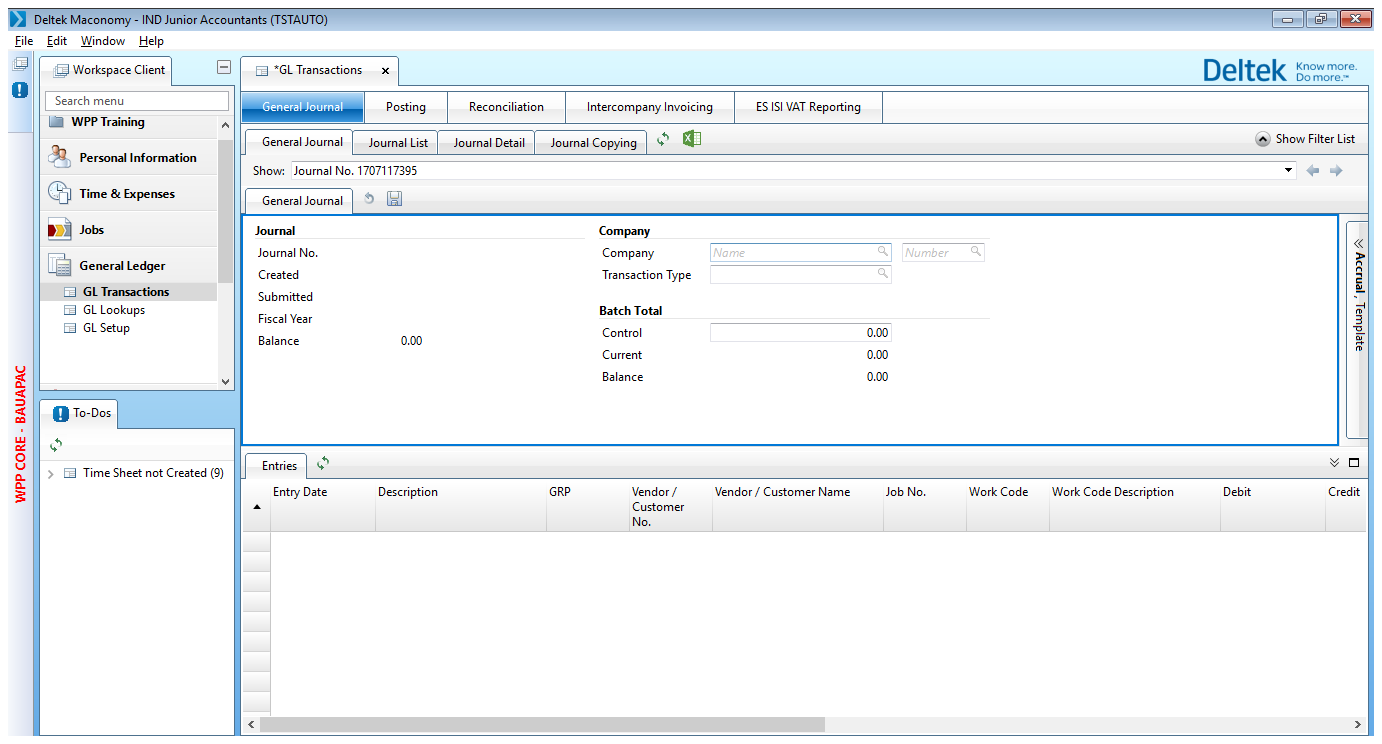 Deltek Maconomy - IND Junior Accountants (TSTAUTO)
File Edit Window Help
Workspace Client
*GL Transactions
Deltek Know more. Do more.™
Search menu
WPP Training
Personal Information
Time & Expenses
Jobs
General Ledger
GL Transactions
GL Lookups
GL Setup
WPP CORE - BAUAPAC
To-Dos
Time Sheet not Created (9)
General Journal Posting Reconciliation Intercompany Invoicing ES ISI VAT Reporting
General Journal Journal List Journal Detail Journal Copying
Show Filter List
Show: Journal No. 1707117395
General Journal
Journal
Journal No.
Created
Submitted
Fiscal Year
Balance 0.00
Company
Company Name Number
Transaction Type
Batch Total
Control 0.00
Current 0.00
Balance 0.00
Accrual , Template
Entries
Entry Date Description GRP Vendor / Customer No. Vendor / Customer Name Job No. Work Code Work Code Description Debit Credit